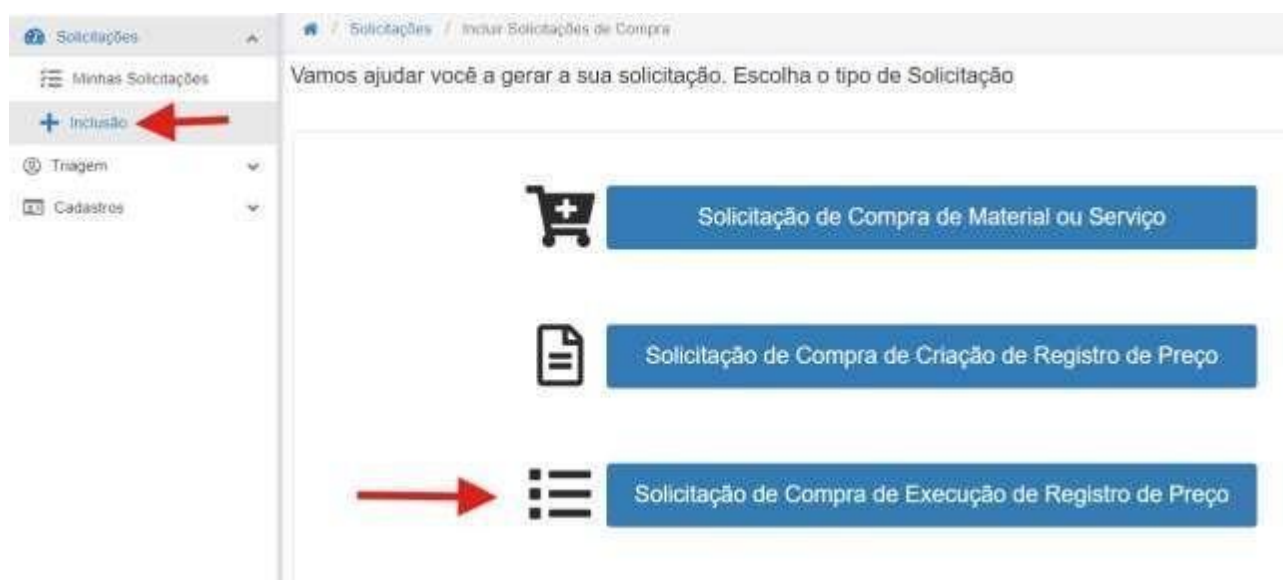 Solicitações
Minhas Solicitações
Inclusão
Triagem
Cadastros
/ Solicitações / Incluir Solicitações de Compra
Vamos ajudar você a gerar a sua solicitação. Escolha o tipo de Solicitação
Solicitação de Compra de Material ou Serviço
Solicitação de Compra de Criação de Registro de Preço
Solicitação de Compra de Execução de Registro de Preço